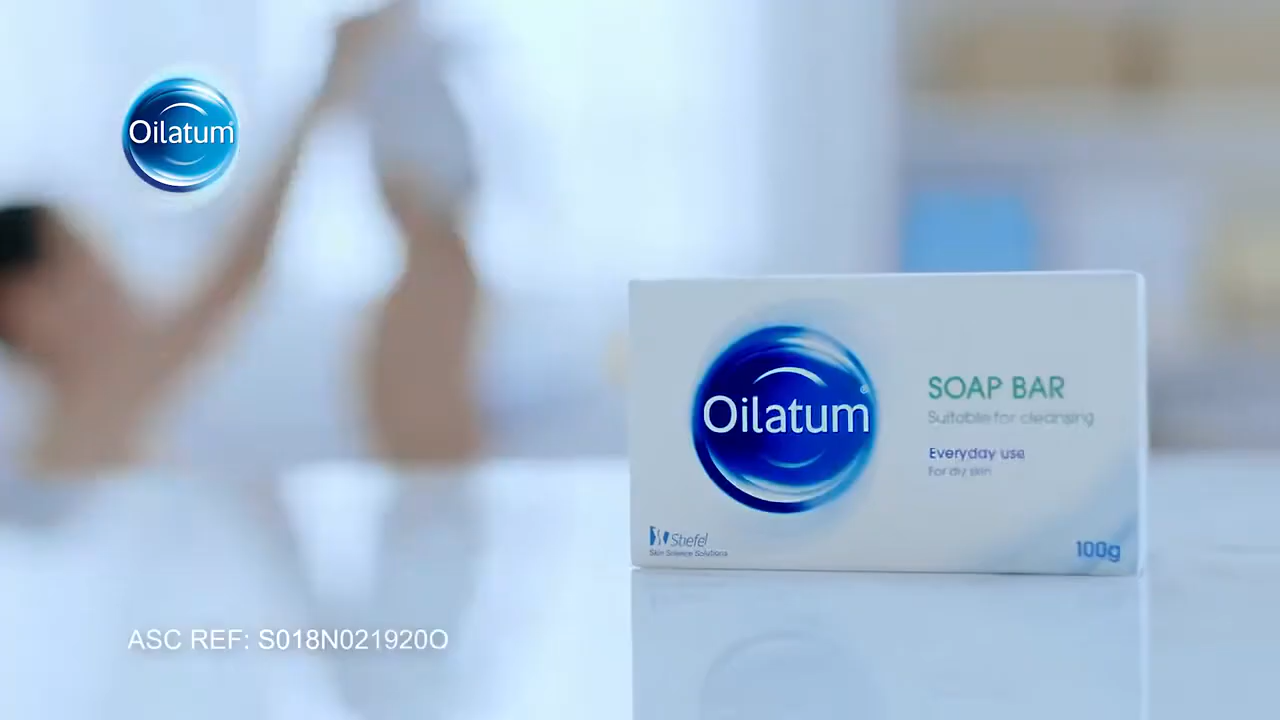 Oilatum
Oilatum®
SOAP BAR
Suitable for cleansing
Everyday use
For dry skin
Stiefel
Skin Science Solutions
100g
ASC REF: S018N021920O